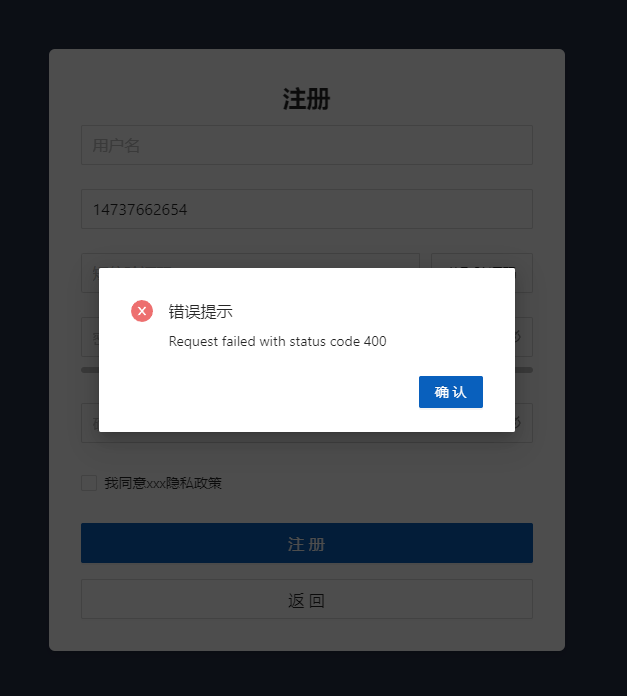 注册
用户名
14737662654
错误提示
Request failed with status code 400
确 认
我同意xxx隐私政策
注 册
返 回